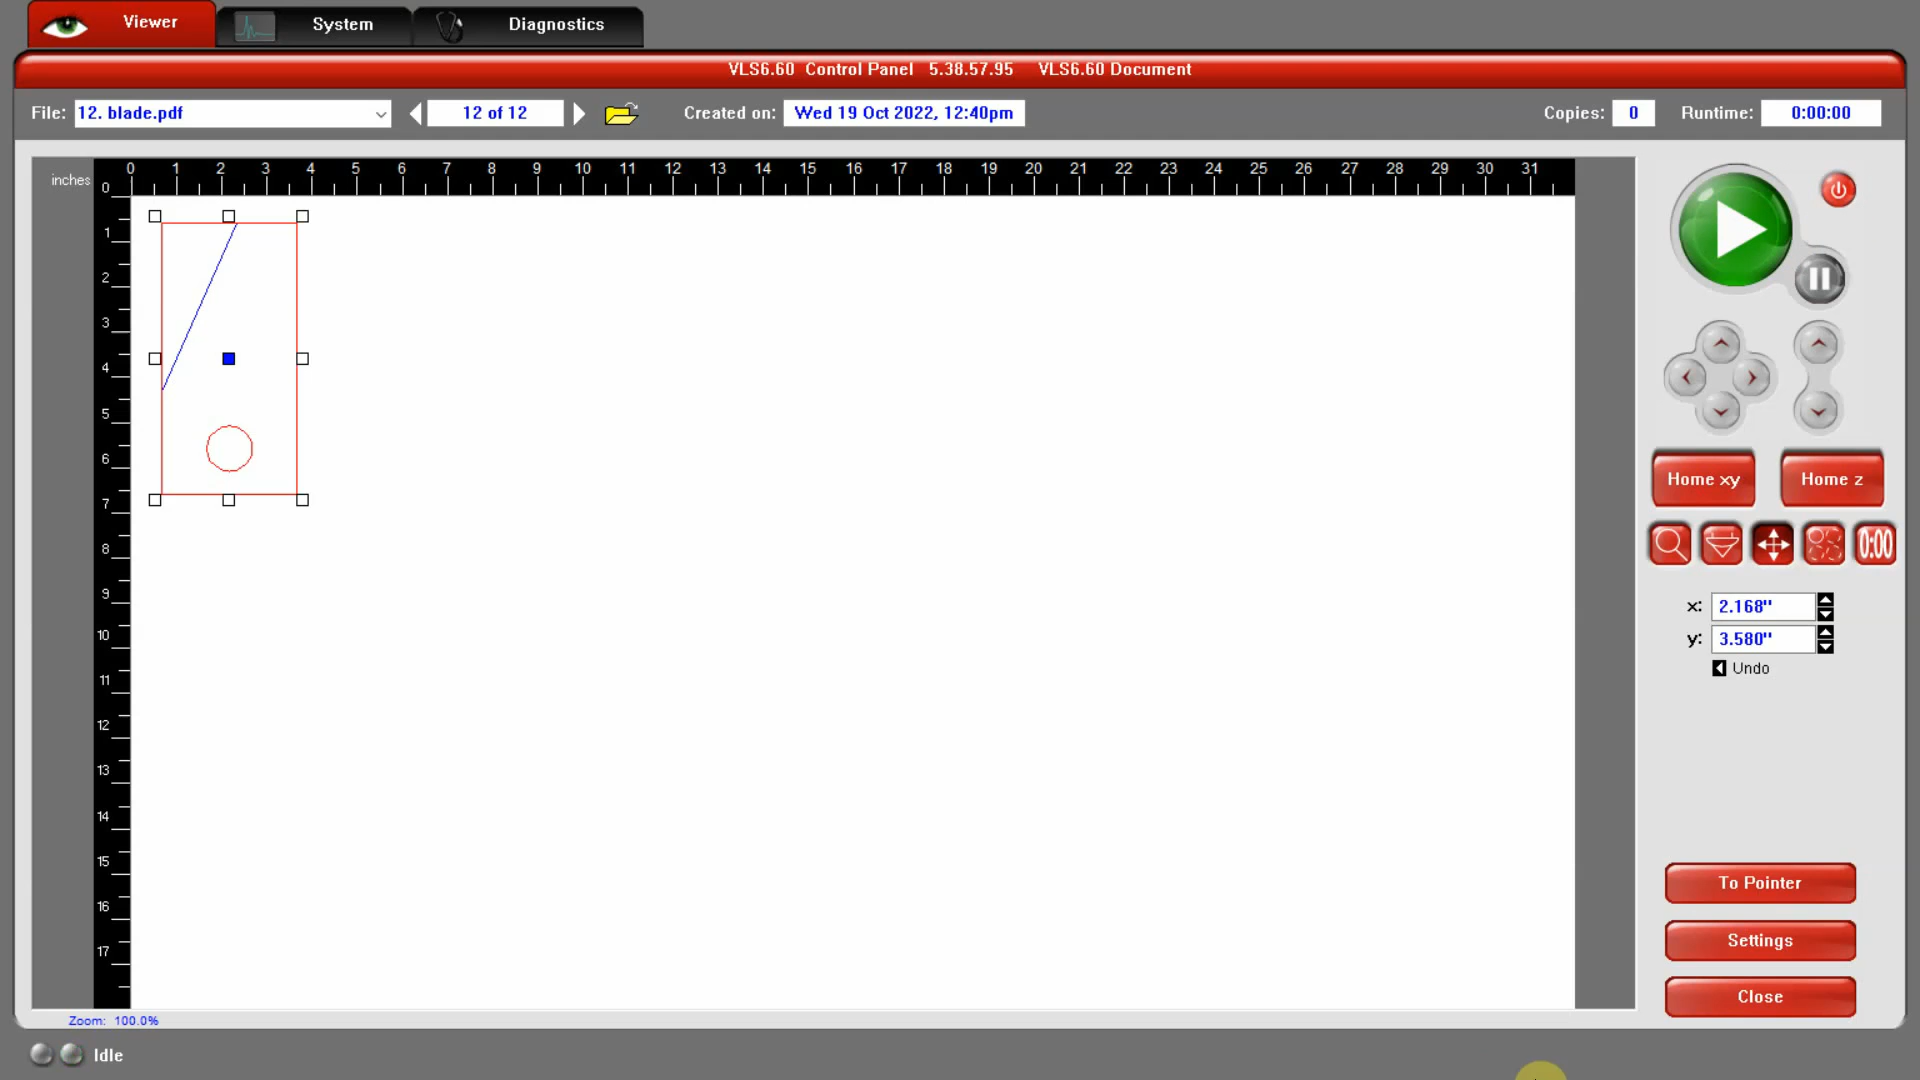 Viewer
System
Diagnostics
VLS6.60 Control Panel 5.38.57.95 VLS6.60 Document
File: 12. blade.pdf 12 of 12 Created on: Wed 19 Oct 2022, 12:40pm Copies: 0 Runtime: 0:00:00
inches
0 1 2 3 4 5 6 7 8 9 10 11 12 13 14 15 16 17 18 19 20 21 22 23 24 25 26 27 28 29 30 31
0
1
2
3
4
5
6
7
8
9
10
11
12
13
14
15
16
17
Home xy
Home z
0:00
x: 2.168"
y: 3.580"
Undo
To Pointer
Settings
Close
Zoom: 100.0%
Idle